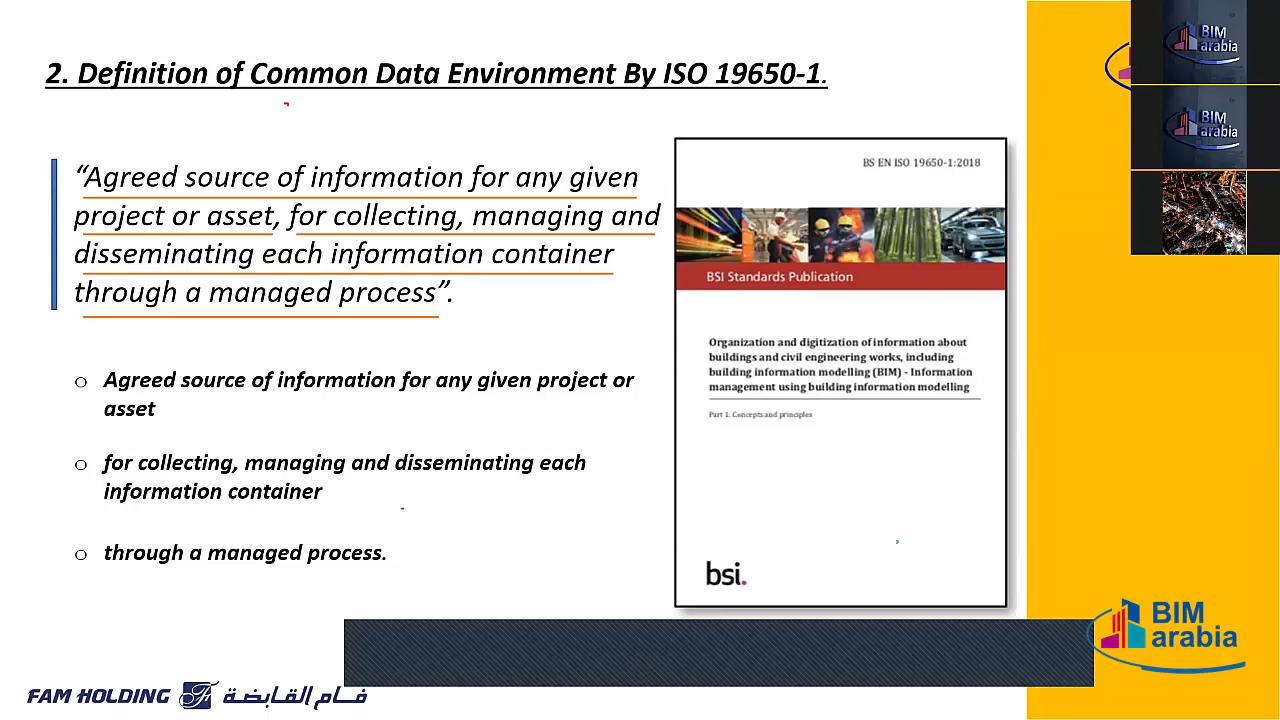 2. Definition of Common Data Environment By ISO 19650-1.
“Agreed source of information for any given
project or asset, for collecting, managing and
disseminating each information container
through a managed process”.
o Agreed source of information for any given project or
asset
o for collecting, managing and disseminating each
information container
o through a managed process.
BS EN ISO 19650-1:2018
BSI Standards Publication
Organization and digitization of information about
buildings and civil engineering works, including
building information modelling (BIM) - Information
management using building information modelling
Part 1: Concepts and principles
bsi.
BIM
arabia
BIM
arabia
BIM
arabia
FAM HOLDING فام القابضة